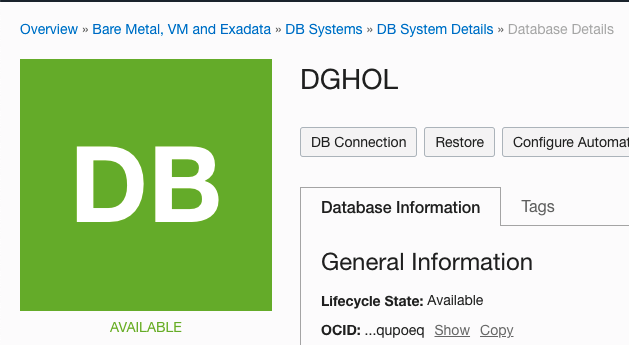 Overview » Bare Metal, VM and Exadata » DB Systems » DB System Details » Database Details
DB
AVAILABLE
DGHOL
DB Connection Restore Configure Automat
Database Information Tags
General Information
Lifecycle State: Available
OCID: ...qupoeq Show Copy